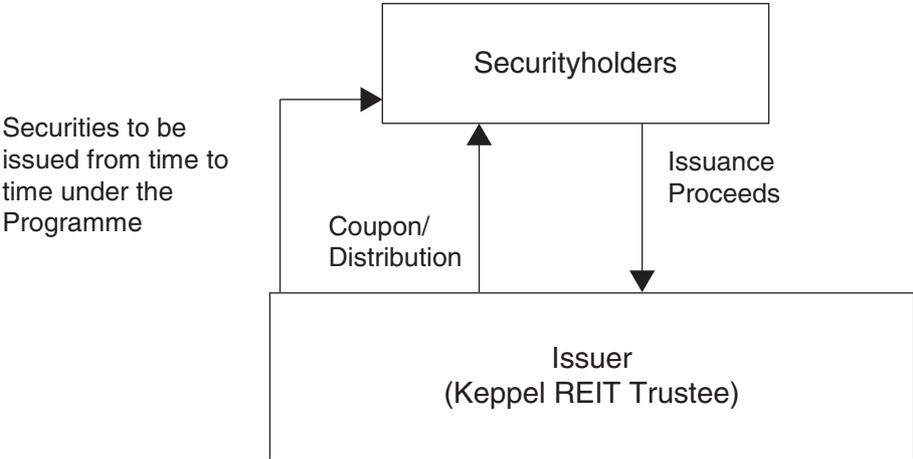 Securityholders
Securities to be
issued from time to
time under the
Programme
Issuance
Proceeds
Coupon/
Distribution
Issuer
(Keppel REIT Trustee)